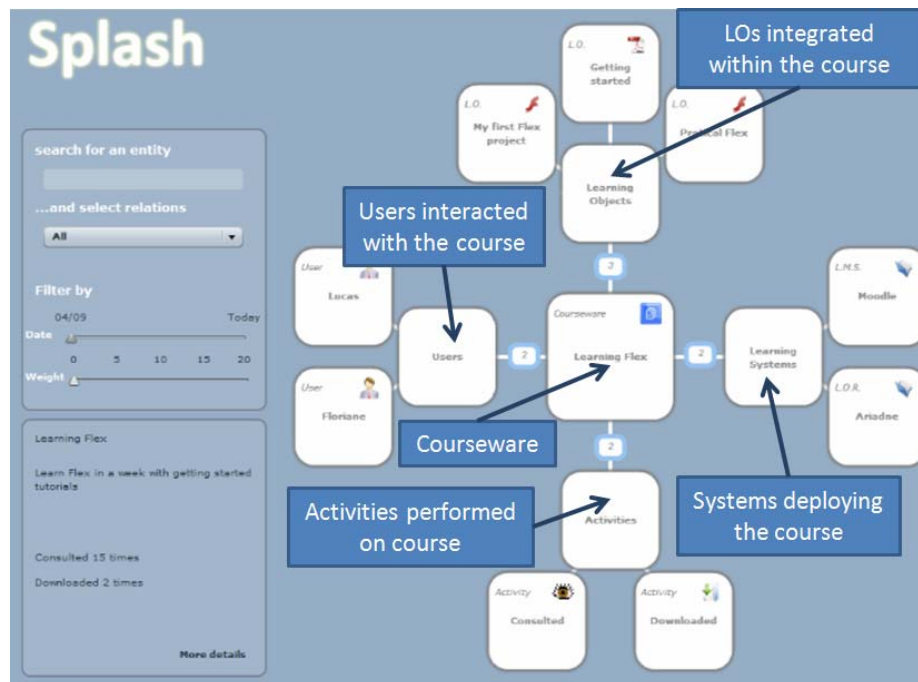 Splash
search for an entity
...and select relations
All
Filter by
04/09 Today
Date
0 5 10 15 20
Weight
Learning Flex
Learn Flex in a week with getting started
tutorials
Consulted 15 times
Downloaded 2 times
More details
L.O.
Getting
started
L.O.
My first Flex
project
L.O.
Pratical Flex
LOs integrated
within the course
Learning
Objects
3
Users interacted
with the course
User
Lucas
User
Floriane
Users
2
Courseware
Learning Flex
2
Learning
Systems
L.M.S.
Moodle
L.O.R.
Ariadne
Courseware
2
Activities performed
on course
Activities
Systems deploying
the course
Activity
Consulted
Activity
Downloaded